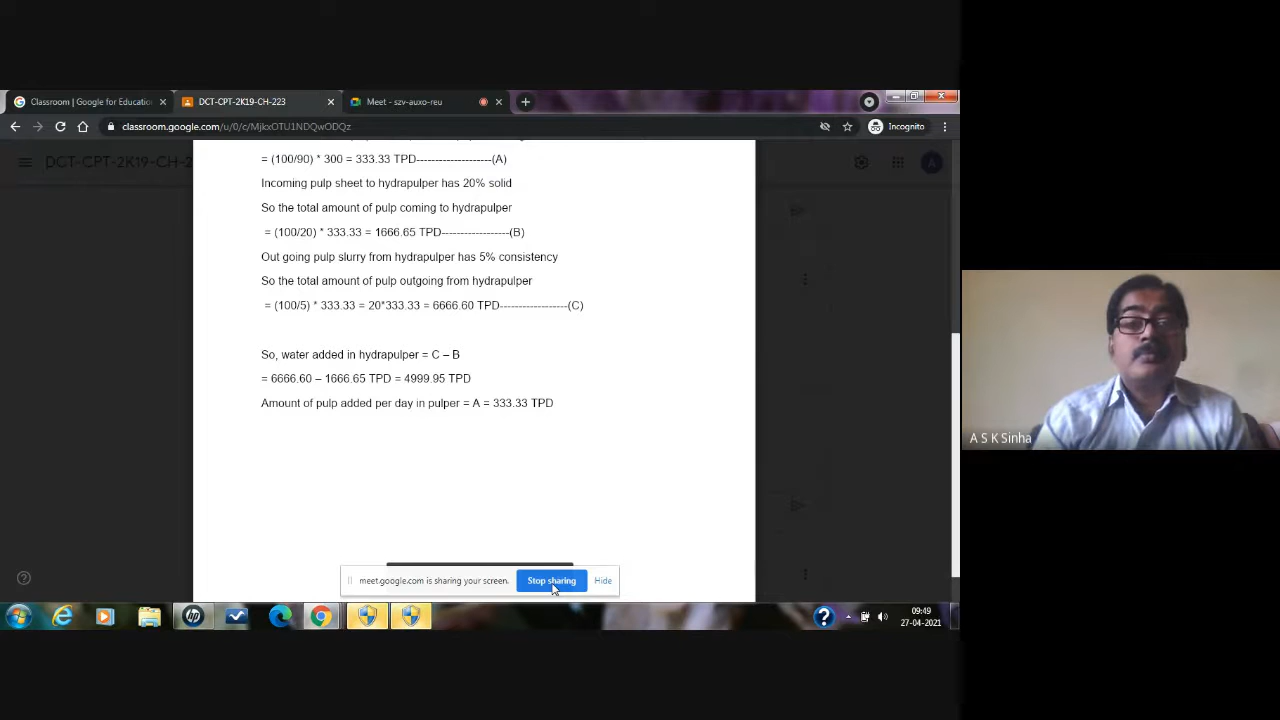 Classroom | Google for Educatio
DCT-CPT-2K19-CH-223
Meet - szv-auxo-reu
classroom.google.com/u/0/c/MjkxOTU1NDQwODQz
Incognito
DCT-CPT-2K19-CH-2
A
= (100/90) * 300 = 333.33 TPD--------------------(A)
Incoming pulp sheet to hydrapulper has 20% solid
So the total amount of pulp coming to hydrapulper
= (100/20) * 333.33 = 1666.65 TPD------------------(B)
Out going pulp slurry from hydrapulper has 5% consistency
So the total amount of pulp outgoing from hydrapulper
= (100/5) * 333.33 = 20*333.33 = 6666.60 TPD------------------(C)
So, water added in hydrapulper = C – B
= 6666.60 – 1666.65 TPD = 4999.95 TPD
Amount of pulp added per day in pulper = A = 333.33 TPD
A S K Sinha
meet.google.com is sharing your screen.
Stop sharing
Hide
09:49
27-04-2021